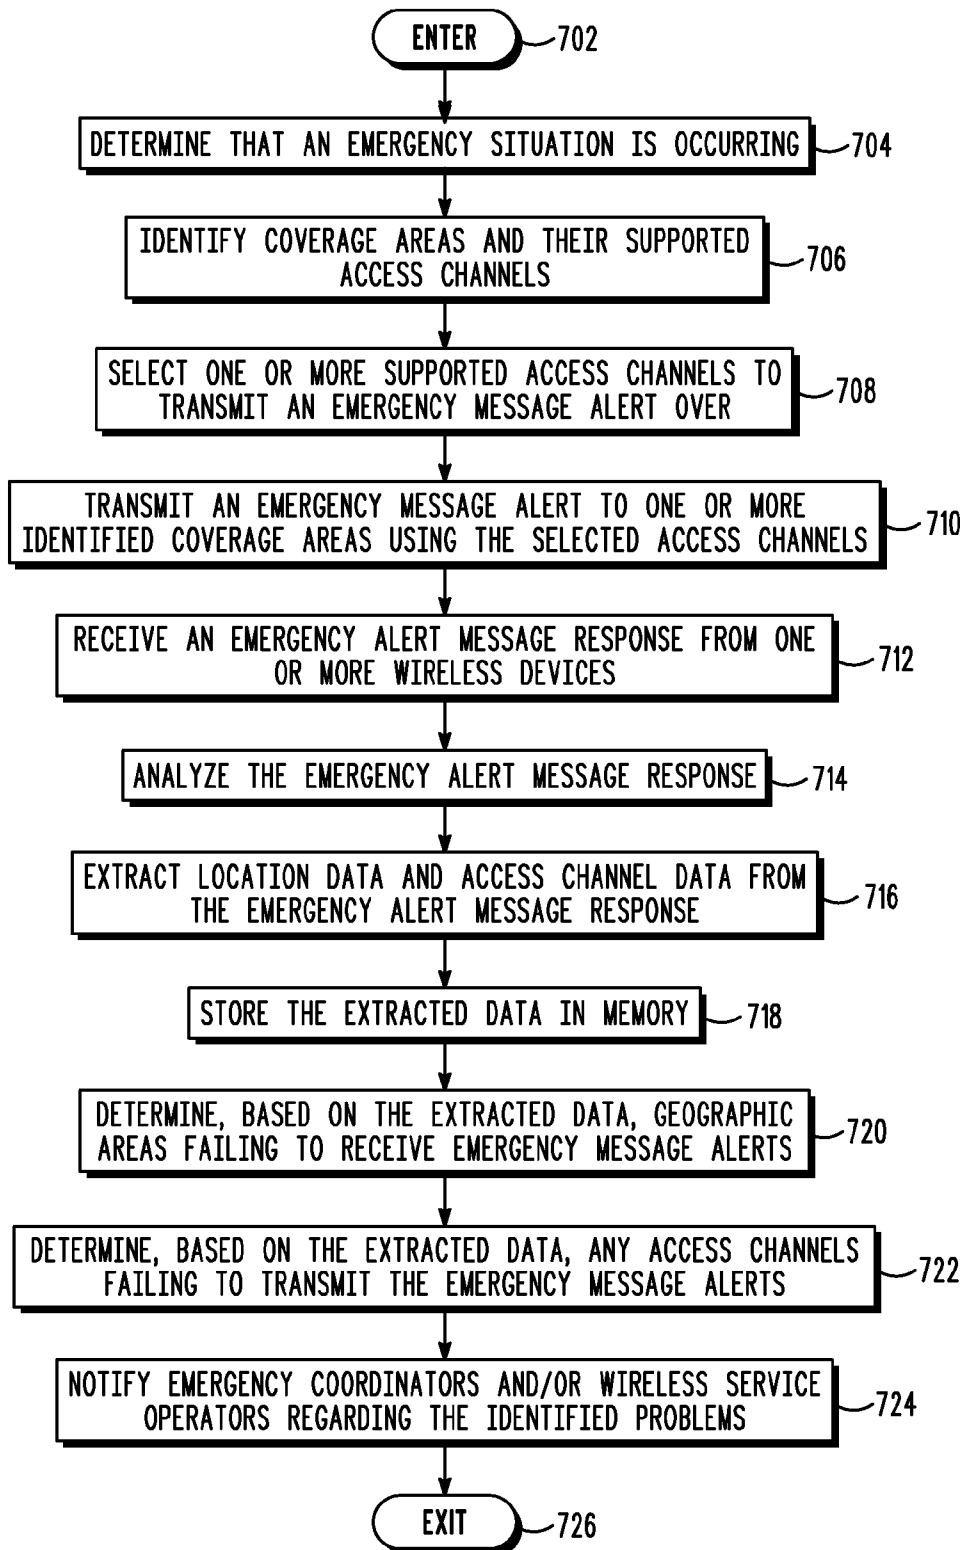 ENTER 702
DETERMINE THAT AN EMERGENCY SITUATION IS OCCURRING 704
IDENTIFY COVERAGE AREAS AND THEIR SUPPORTED
ACCESS CHANNELS
706
SELECT ONE OR MORE SUPPORTED ACCESS CHANNELS TO
TRANSMIT AN EMERGENCY MESSAGE ALERT OVER
708
TRANSMIT AN EMERGENCY MESSAGE ALERT TO ONE OR MORE
IDENTIFIED COVERAGE AREAS USING THE SELECTED ACCESS CHANNELS
710
RECEIVE AN EMERGENCY ALERT MESSAGE RESPONSE FROM ONE
OR MORE WIRELESS DEVICES
712
ANALYZE THE EMERGENCY ALERT MESSAGE RESPONSE 714
EXTRACT LOCATION DATA AND ACCESS CHANNEL DATA FROM
THE EMERGENCY ALERT MESSAGE RESPONSE
716
STORE THE EXTRACTED DATA IN MEMORY 718
DETERMINE, BASED ON THE EXTRACTED DATA, GEOGRAPHIC
AREAS FAILING TO RECEIVE EMERGENCY MESSAGE ALERTS
720
DETERMINE, BASED ON THE EXTRACTED DATA, ANY ACCESS CHANNELS
FAILING TO TRANSMIT THE EMERGENCY MESSAGE ALERTS
722
NOTIFY EMERGENCY COORDINATORS AND/OR WIRELESS SERVICE
OPERATORS REGARDING THE IDENTIFIED PROBLEMS
724
EXIT 726